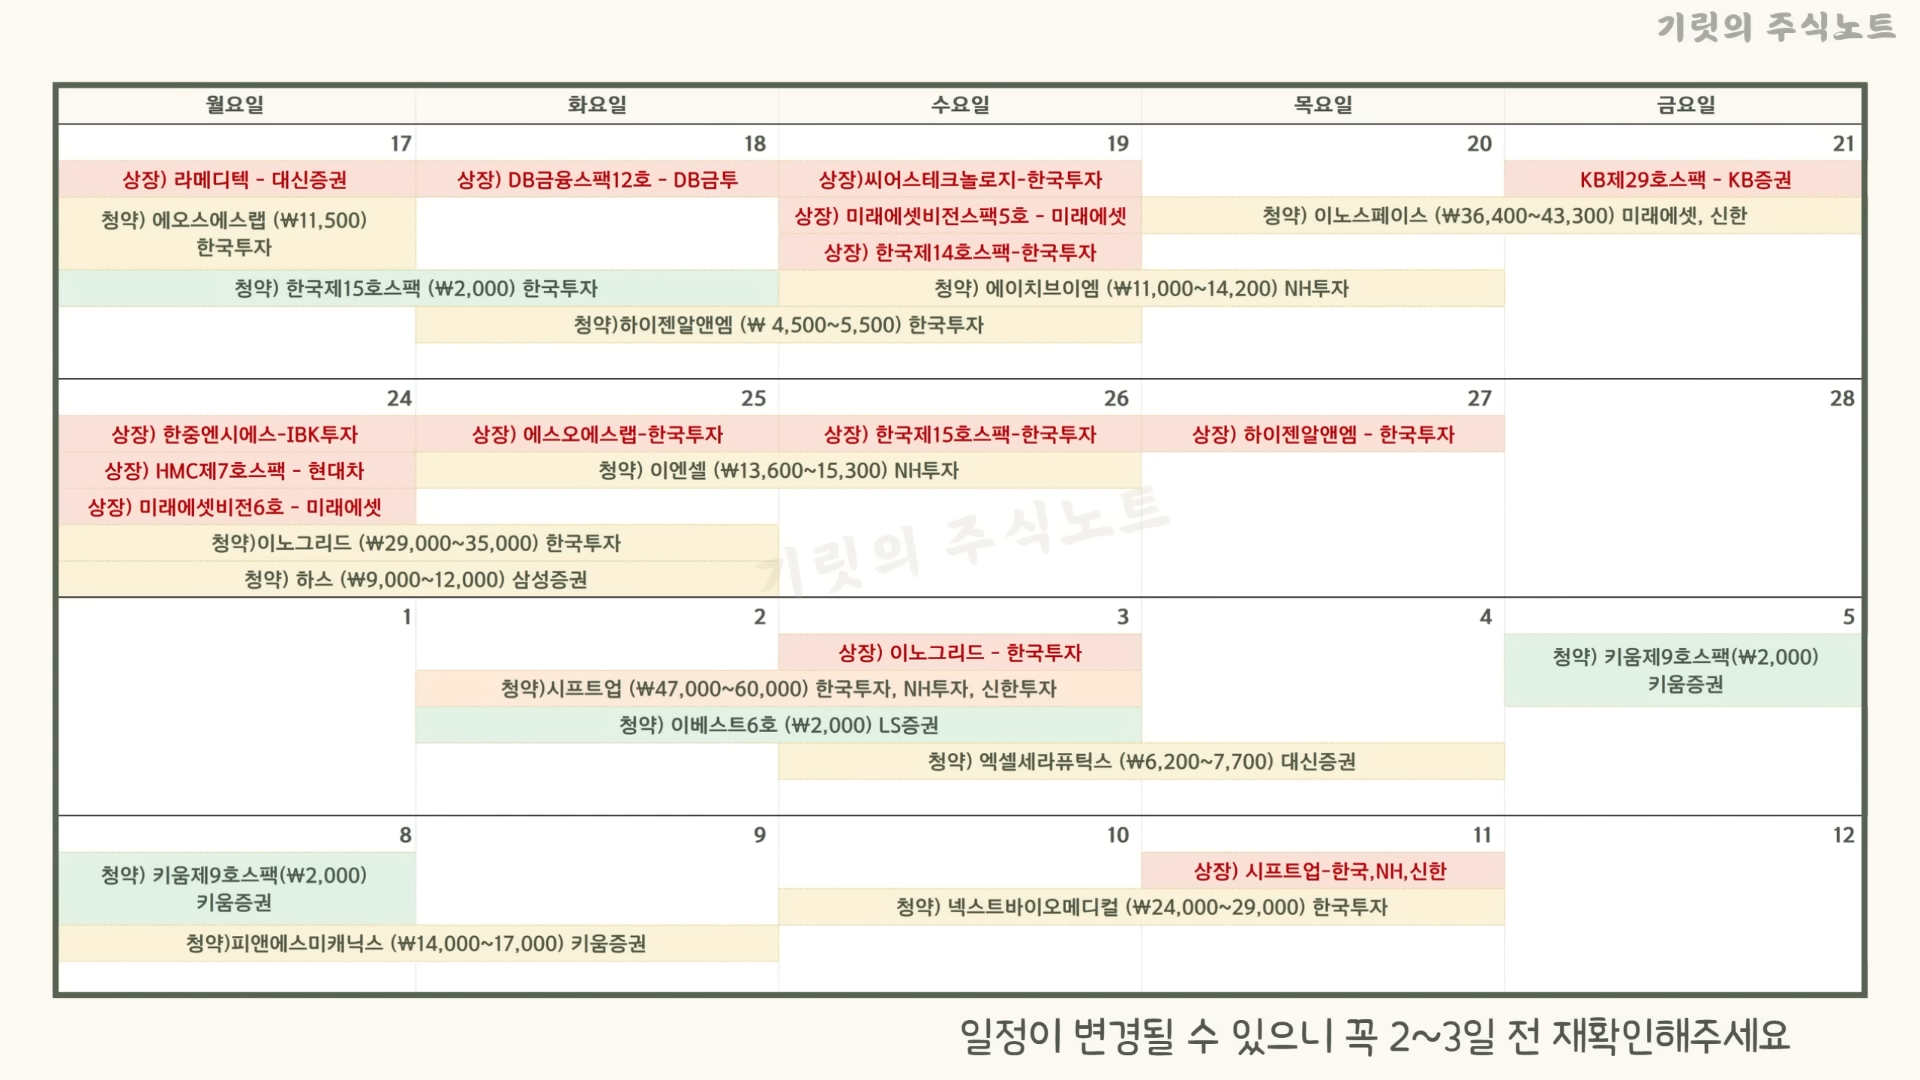 기릿의 주식노트
월요일 화요일 수요일 목요일 금요일
17 18 19 20 21
상장) 라메디텍 - 대신증권
상장) DB금융스팩12호 - DB금투
상장)씨어스테크놀로지-한국투자
KB제29호스팩 - KB증권
청약) 에오스에스랩 (₩11,500)
한국투자
상장) 미래에셋비전스팩5호 - 미래에셋
청약) 이노스페이스 (₩36,400~43,300) 미래에셋, 신한
상장) 한국제14호스팩-한국투자
청약) 한국제15호스팩 (₩2,000) 한국투자
청약) 에이치브이엠 (₩11,000~14,200) NH투자
청약)하이젠알앤엠 (₩ 4,500~5,500) 한국투자
24 25 26 27 28
상장) 한중엔시에스-IBK투자
상장) 에스오에스랩-한국투자
상장) 한국제15호스팩-한국투자
상장) 하이젠알앤엠 - 한국투자
상장) HMC제7호스팩 - 현대차
청약) 이엔셀 (₩13,600~15,300) NH투자
상장) 미래에셋비전6호 - 미래에셋
청약)이노그리드 (₩29,000~35,000) 한국투자
청약) 하스 (₩9,000~12,000) 삼성증권
기릿의 주식노트
1 2 3 4 5
상장) 이노그리드 - 한국투자
청약) 키움제9호스팩(₩2,000)
키움증권
청약)시프트업 (₩47,000~60,000) 한국투자, NH투자, 신한투자
청약) 이베스트6호 (₩2,000) LS증권
청약) 엑셀세라퓨틱스 (₩6,200~7,700) 대신증권
8 9 10 11 12
청약) 키움제9호스팩(₩2,000)
키움증권
상장) 시프트업-한국,NH,신한
청약) 넥스트바이오메디컬 (₩24,000~29,000) 한국투자
청약)피앤에스미캐닉스 (₩14,000~17,000) 키움증권
일정이 변경될 수 있으니 꼭 2~3일 전 재확인해주세요